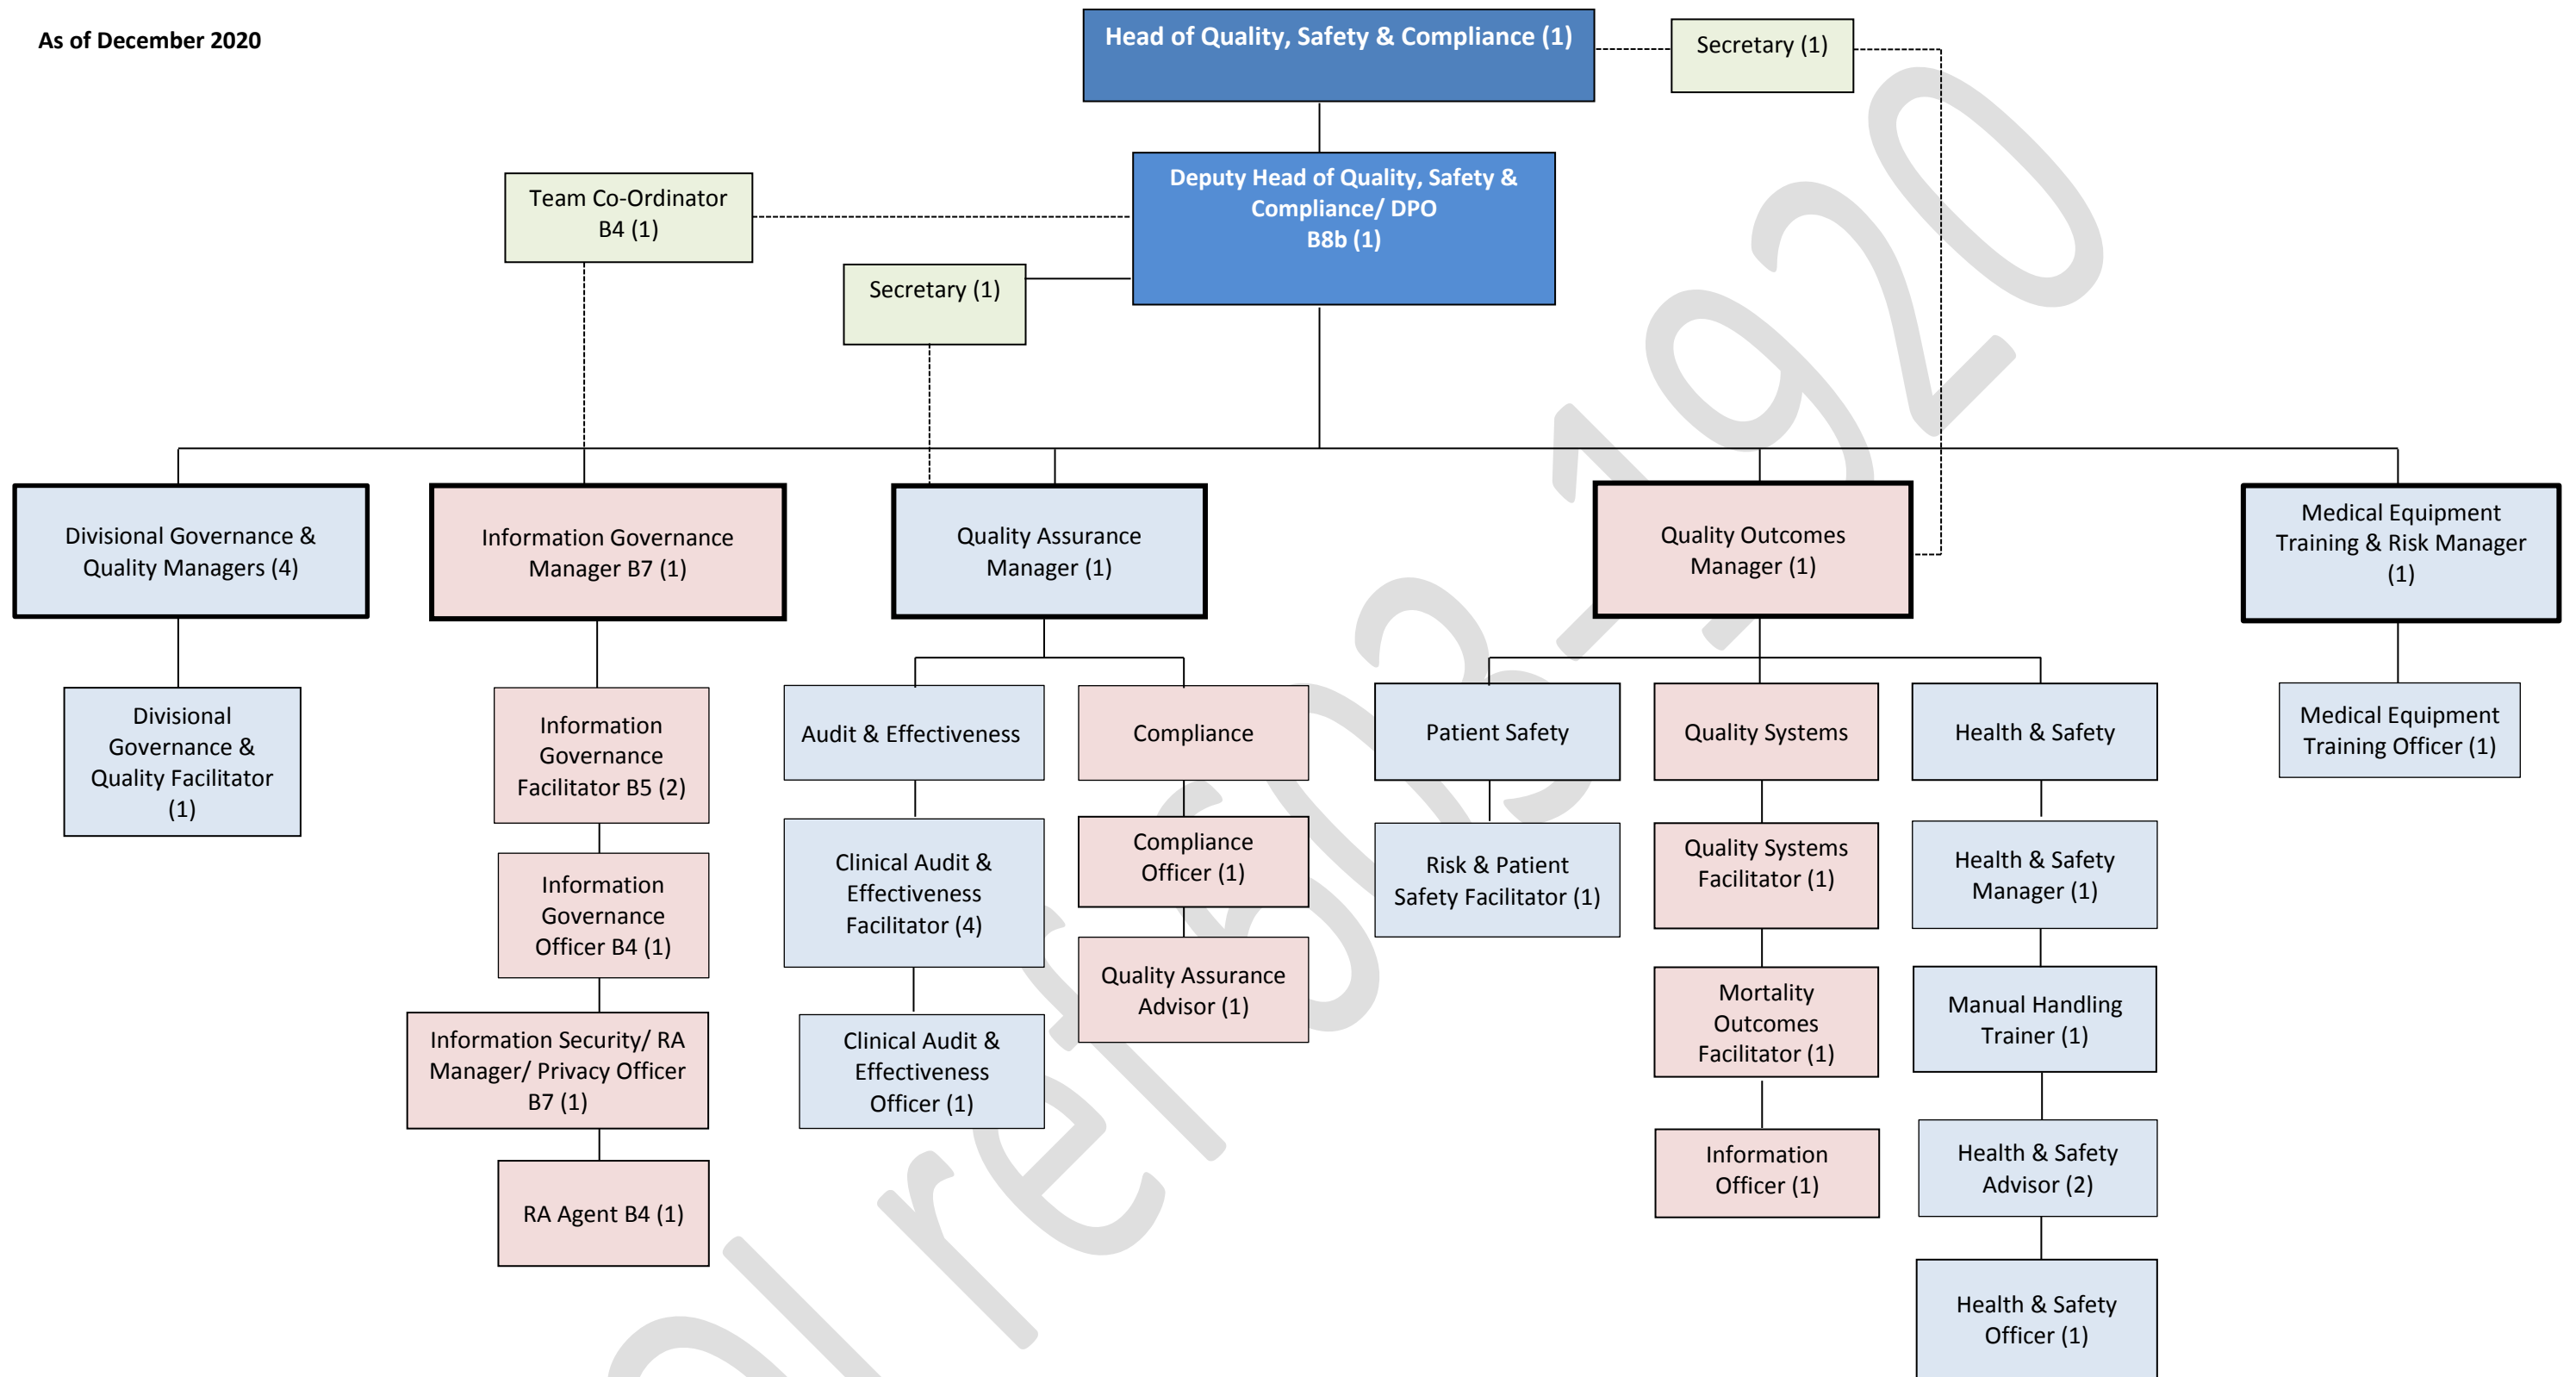 As of December 2020
Head of Quality, Safety & Compliance (1)
Secretary (1)
Deputy Head of Quality, Safety &
Compliance/ DPO
B8b (1)
Team Co-Ordinator
B4 (1)
Secretary (1)
Divisional Governance &
Quality Managers (4)
Information Governance
Manager B7 (1)
Quality Assurance
Manager (1)
Quality Outcomes
Manager (1)
Medical Equipment
Training & Risk Manager
(1)
Divisional
Governance &
Quality Facilitator
(1)
Information
Governance
Facilitator B5 (2)
Information
Governance
Officer B4 (1)
Information Security/ RA
Manager/ Privacy Officer
B7 (1)
RA Agent B4 (1)
Audit & Effectiveness
Clinical Audit &
Effectiveness
Facilitator (4)
Clinical Audit &
Effectiveness
Officer (1)
Compliance
Compliance
Officer (1)
Quality Assurance
Advisor (1)
Patient Safety
Risk & Patient
Safety Facilitator (1)
Quality Systems
Quality Systems
Facilitator (1)
Mortality
Outcomes
Facilitator (1)
Information
Officer (1)
Health & Safety
Health & Safety
Manager (1)
Manual Handling
Trainer (1)
Health & Safety
Advisor (2)
Health & Safety
Officer (1)
Medical Equipment
Training Officer (1)
ref 603-1920